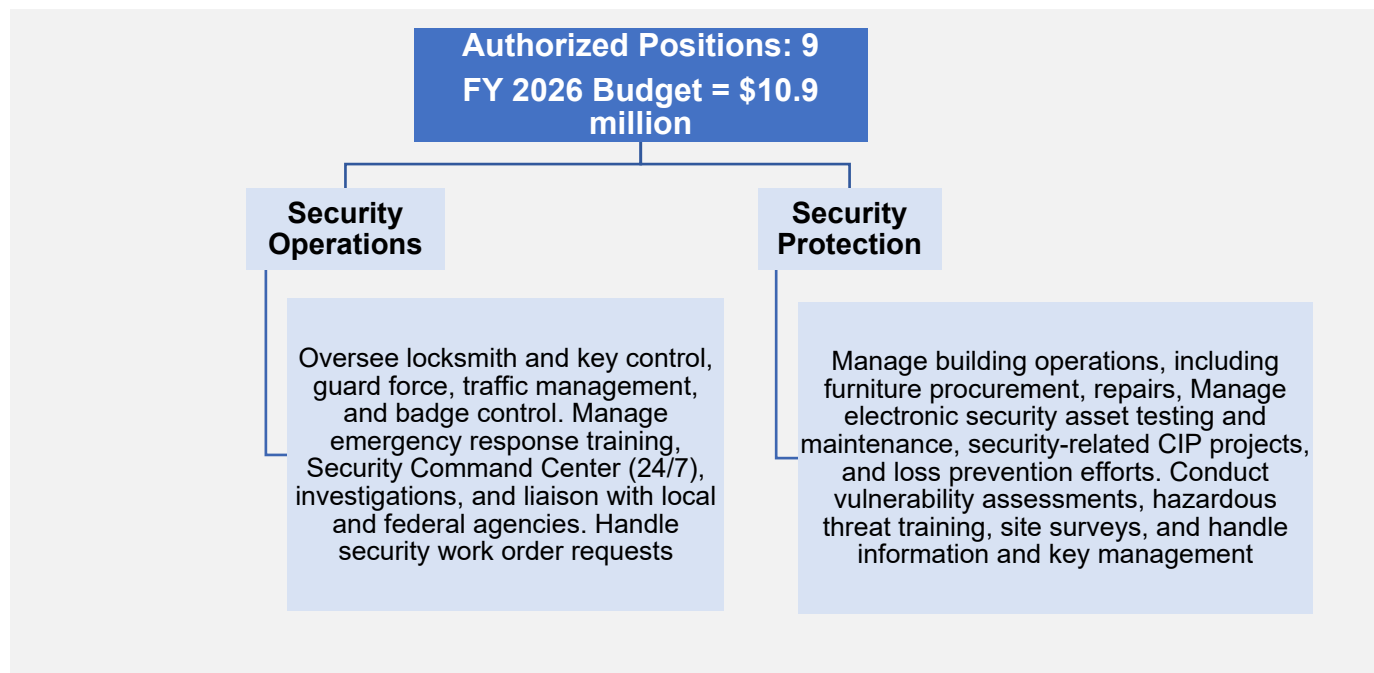 Authorized Positions: 9
FY 2026 Budget = $10.9
million
Security
Operations
Security
Protection
Oversee locksmith and key control,
guard force, traffic management,
and badge control. Manage
emergency response training,
Security Command Center (24/7),
investigations, and liaison with local
and federal agencies. Handle
security work order requests
Manage building operations, including
furniture procurement, repairs, Manage
electronic security asset testing and
maintenance, security-related CIP projects,
and loss prevention efforts. Conduct
vulnerability assessments, hazardous
threat training, site surveys, and handle
information and key management